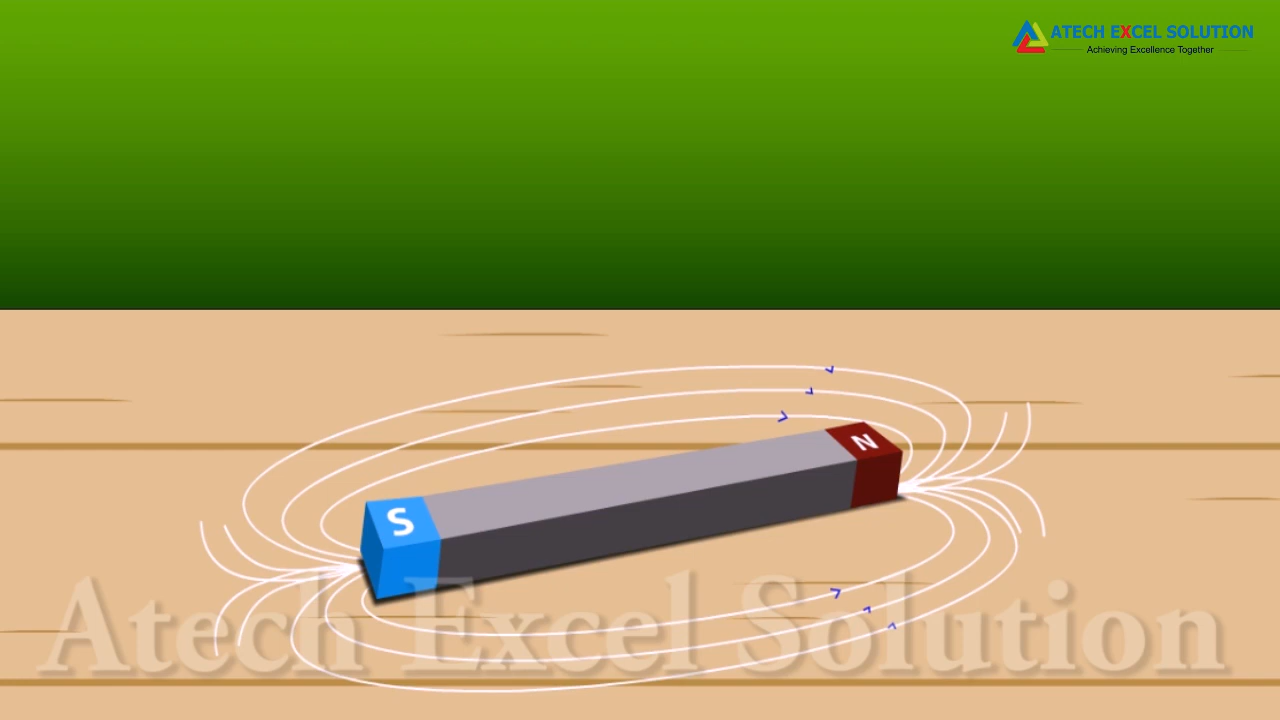 ATECH EXCEL SOLUTION
Achieving Excellence Together
N
S
Atech Excel Solution